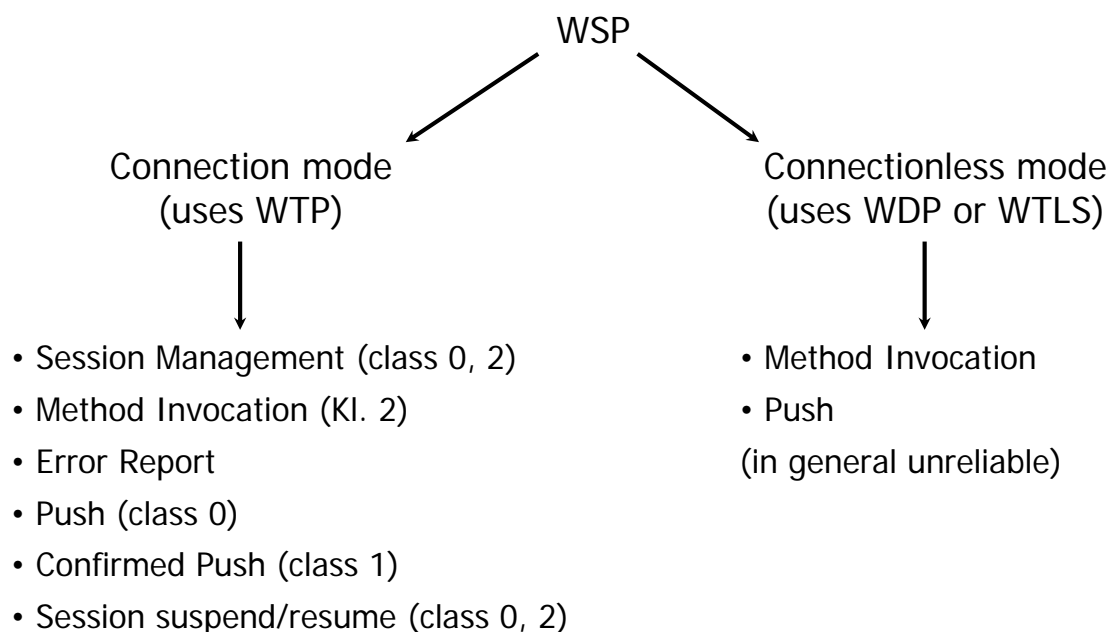 WSP
Connection mode
(uses WTP)
• Session Management (class 0, 2)
• Method Invocation (Kl. 2)
• Error Report
• Push (class 0)
• Confirmed Push (class 1)
• Session suspend/resume (class 0, 2)
Connectionless mode
(uses WDP or WTLS)
• Method Invocation
• Push
(in general unreliable)